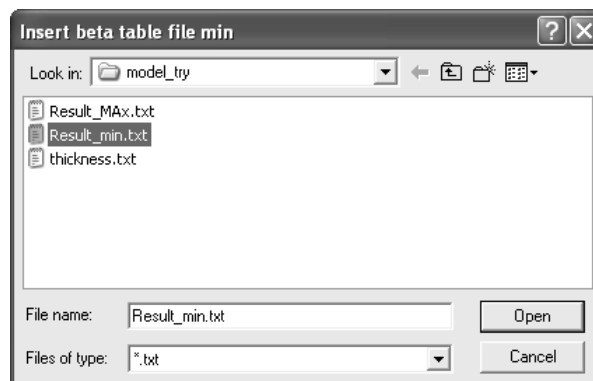 Insert beta table file min
Look in: model_try
Result_MAx.txt
Result_min.txt
thickness.txt
File name: Result_min.txt Open
Files of type: *.txt Cancel